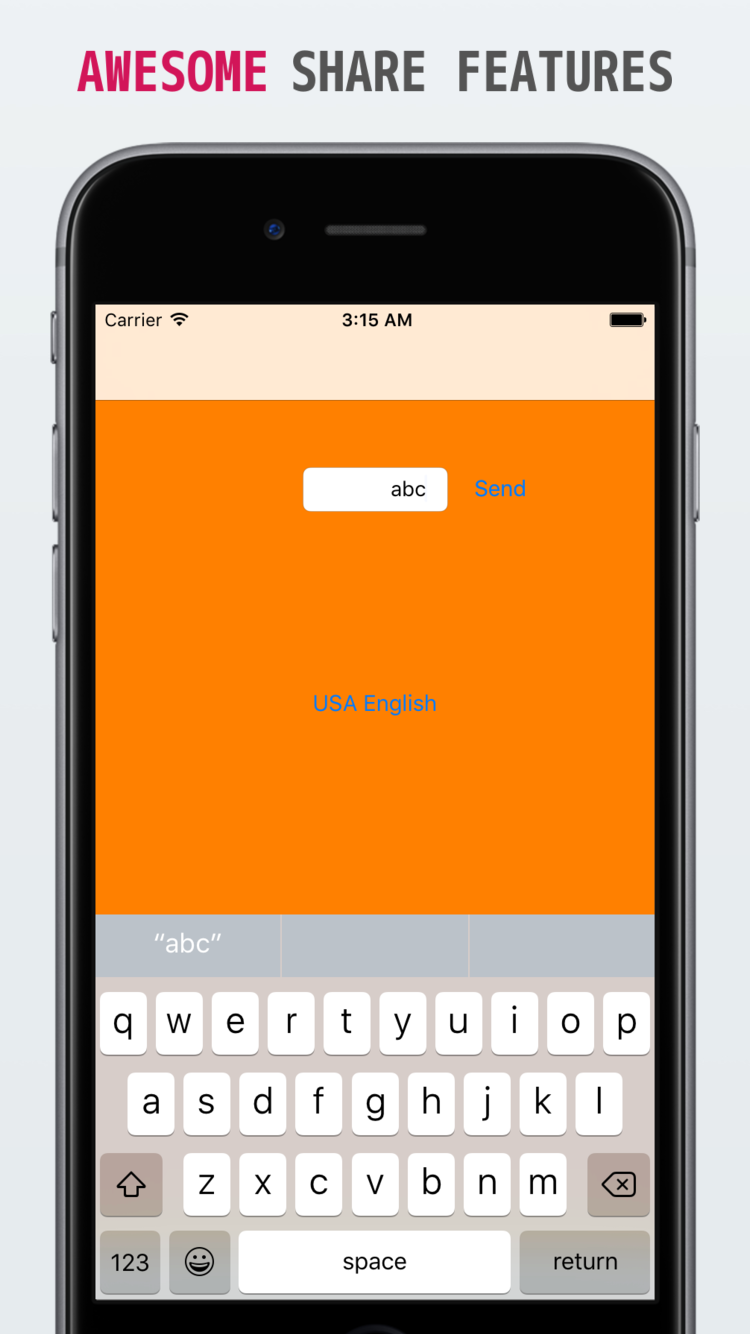 AWESOME SHARE FEATURES
Carrier 3:15 AM
abc Send
USA English
“abc”
q w e r t y u i o p
a s d f g h j k l
z x c v b n m
123 space return